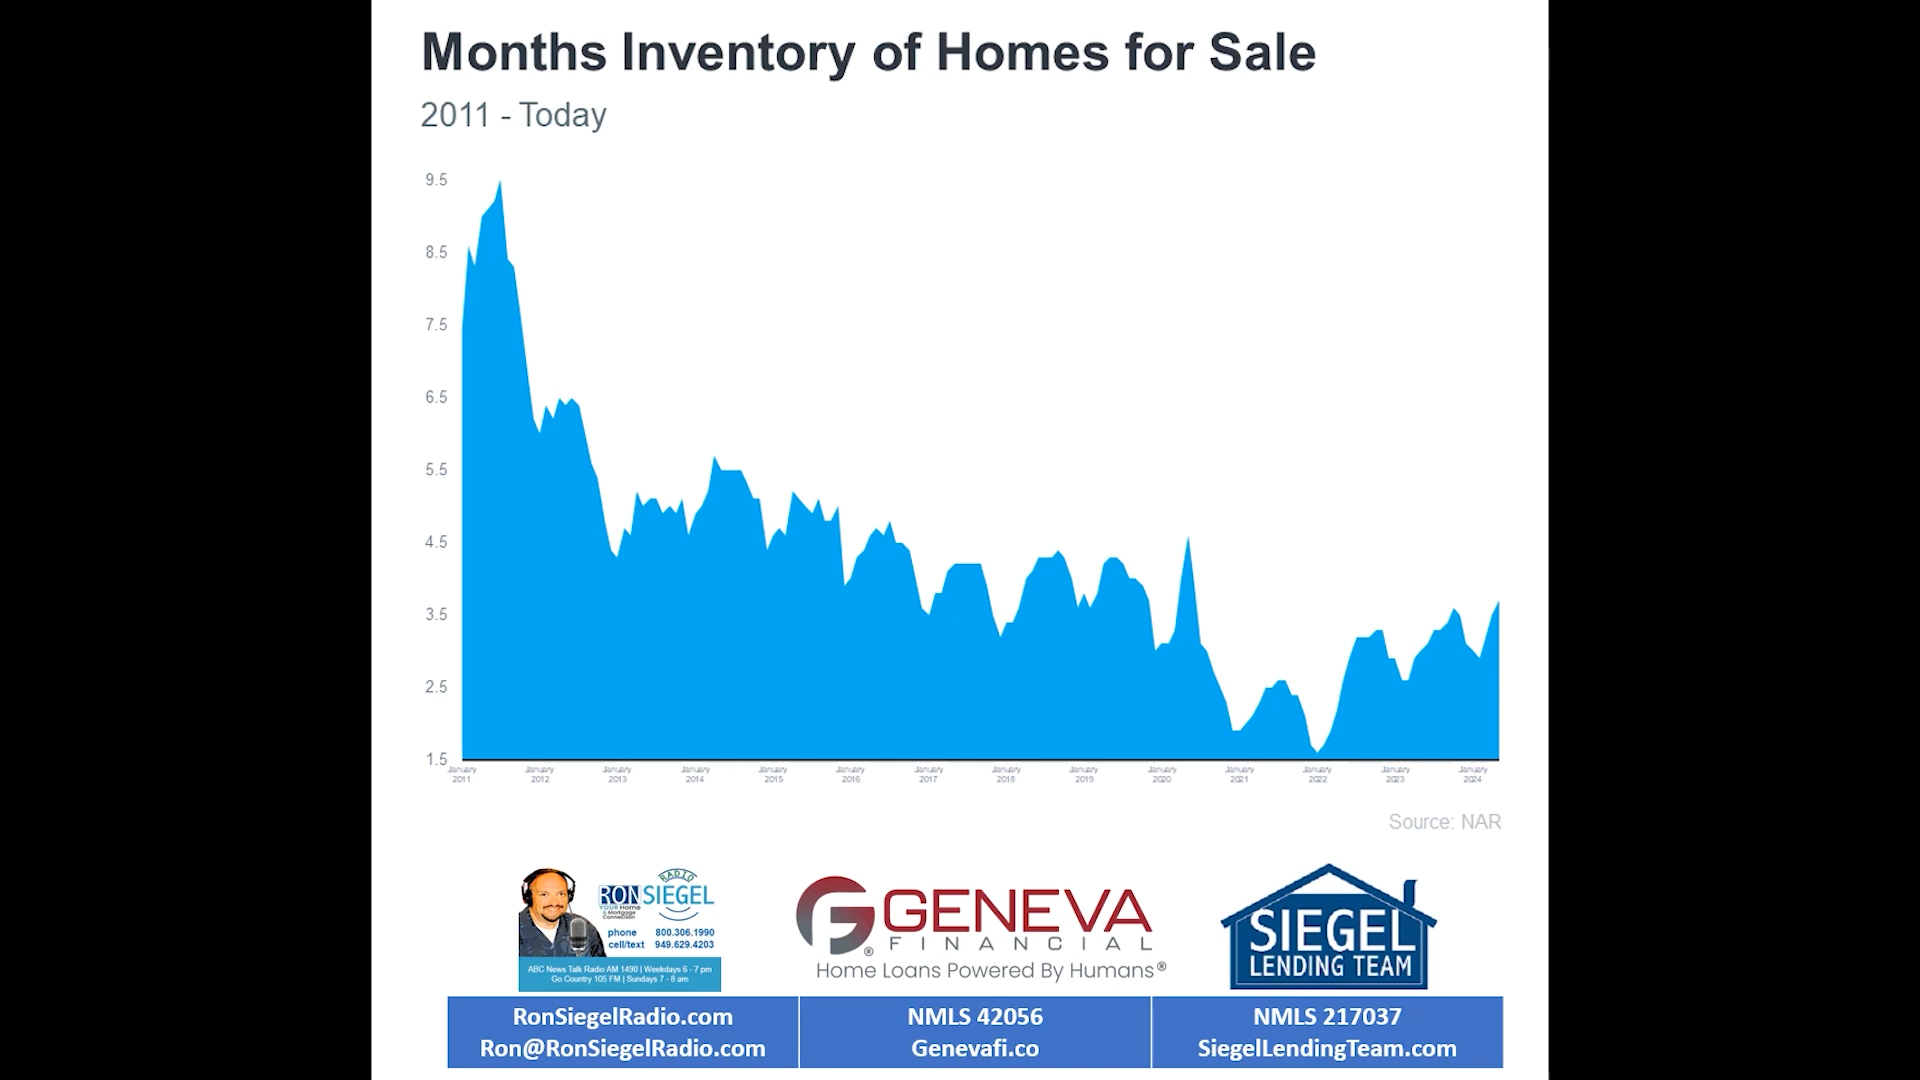 Months Inventory of Homes for Sale
2011 - Today
9.5
8.5
7.5
6.5
5.5
4.5
3.5
2.5
1.5
January 2011
January 2012
January 2013
January 2014
January 2015
January 2016
January 2017
January 2018
January 2019
January 2020
January 2021
January 2022
January 2023
January 2024
Source: NAR
RADIO
RONSIEGEL
YOUR Home
& Mortgage
Connection
phone 800.306.1990
cell/text 949.629.4203
ABC News Talk Radio AM 1490 | Weekdays 6 - 7 pm
Go Country 105 FM | Sundays 7 - 8 am
GENEVA
® FINANCIAL
Home Loans Powered By Humans®
SIEGEL
LENDING TEAM
RonSiegelRadio.com
Ron@RonSiegelRadio.com
NMLS 42056
Genevafi.co
NMLS 217037
SiegelLendingTeam.com